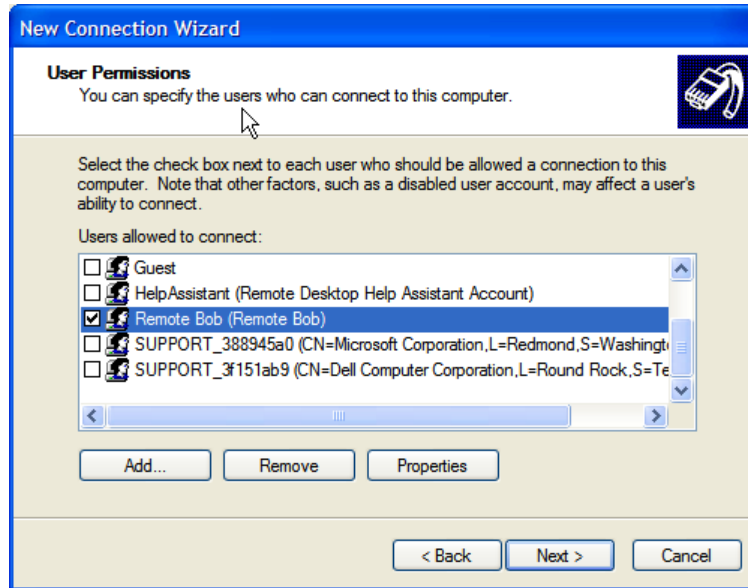 New Connection Wizard
User Permissions
You can specify the users who can connect to this computer.
Select the check box next to each user who should be allowed a connection to this
computer. Note that other factors, such as a disabled user account, may affect a user's
ability to connect.
Users allowed to connect:
Guest
HelpAssistant (Remote Desktop Help Assistant Account)
Remote Bob (Remote Bob)
SUPPORT_388945a0 (CN=Microsoft Corporation,L=Redmond,S=Washingt
SUPPORT_3f151ab9 (CN=Dell Computer Corporation,L=Round Rock,S=Te
Add... Remove Properties
< Back Next > Cancel